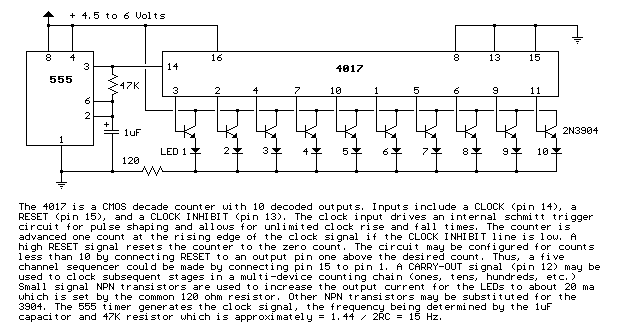 + 4.5 to 6 Volts
8 4
16
8 13 15
555
3
14
4017
47K
6
2
3 2 4 7 10 1 5 6 9 11
+
1uF
1
2N3904
LED 1 2 3 4 5 6 7 8 9 10
120
The 4017 is a CMOS decade counter with 10 decoded outputs. Inputs include a CLOCK (pin 14), a
RESET (pin 15), and a CLOCK INHIBIT (pin 13). The clock input drives an internal schmitt trigger
circuit for pulse shaping and allows for unlimited clock rise and fall times. The counter is
advanced one count at the rising edge of the clock signal if the CLOCK INHIBIT line is low. A
high RESET signal resets the counter to the zero count. The circuit may be configured for counts
less than 10 by connecting RESET to an output pin one above the desired count. Thus, a five
channel sequencer could be made by connecting pin 15 to pin 1. A CARRY-OUT signal (pin 12) may be
used to clock subsequent stages in a multi-device counting chain (ones, tens, hundreds, etc.)
Small signal NPN transistors are used to increase the output current for the LEDs to about 20 ma
which is set by the common 120 ohm resistor. Other NPN transistors may be substituted for the
3904. The 555 timer generates the clock signal, the frequency being determined by the 1uF
capacitor and 47K resistor which is approximately = 1.44 / 2RC = 15 Hz.